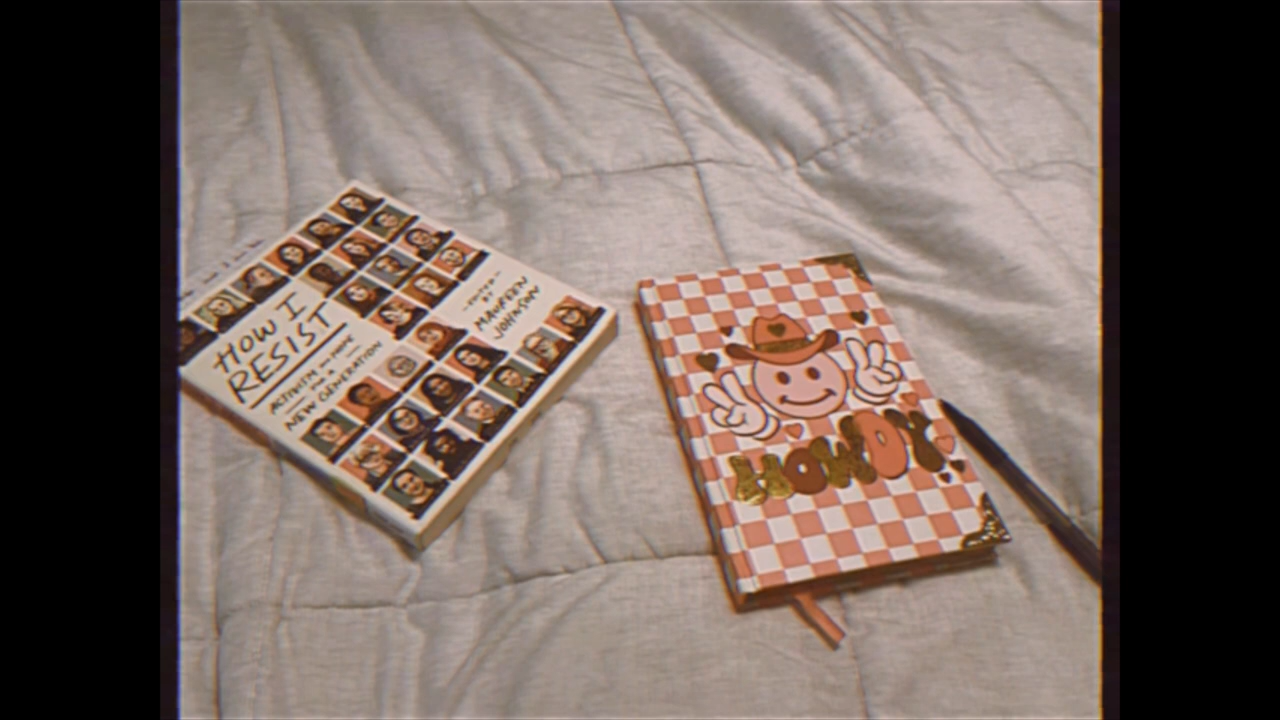 HOW I
RESIST
ACTIVISM AND HOPE
FOR A
NEW GENERATION
EDITED
BY
MAUREEN
JOHNSON
HOWDY